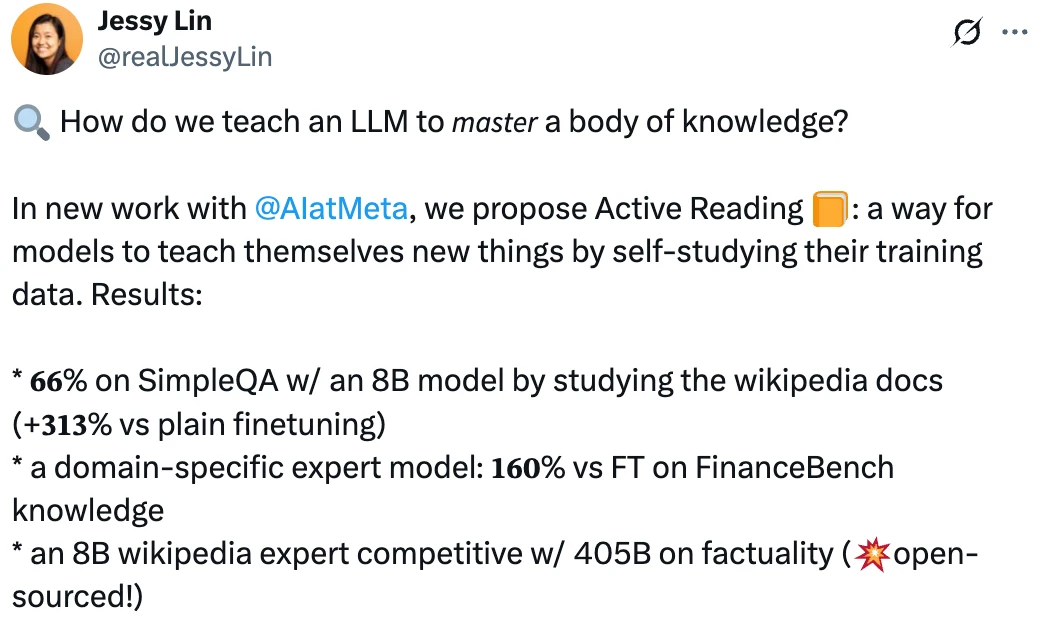 Jessy Lin
@realJessyLin
🔍 How do we teach an LLM to master a body of knowledge?
In new work with @AIatMeta, we propose Active Reading 📙: a way for
models to teach themselves new things by self-studying their training
data. Results:
* 66% on SimpleQA w/ an 8B model by studying the wikipedia docs
(+313% vs plain finetuning)
* a domain-specific expert model: 160% vs FT on FinanceBench
knowledge
* an 8B wikipedia expert competitive w/ 405B on factuality (💥open-
sourced!)